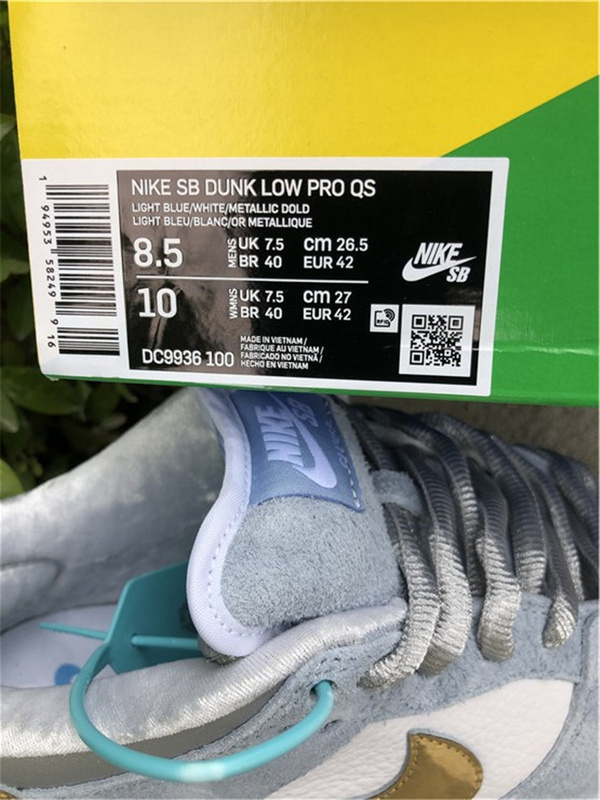 NIKE SB DUNK LOW PRO QS
LIGHT BLUE/WHITE/METALLIC DOLD
LIGHT BLEU/BLANC/OR METALLIQUE
8.5 MENS UK 7.5 cm 26.5
BR 40 EUR 42
10 WMNS UK 7.5 cm 27
BR 40 EUR 42
DC9936 100
MADE IN VIETNAM /
FABRIQUE AU VIETNAM /
FABRICADO NO VIETNÃ /
HECHO EN VIETNAM
NIKE
SB
RFID
1 94953 58249 9 16
NIKE
SB